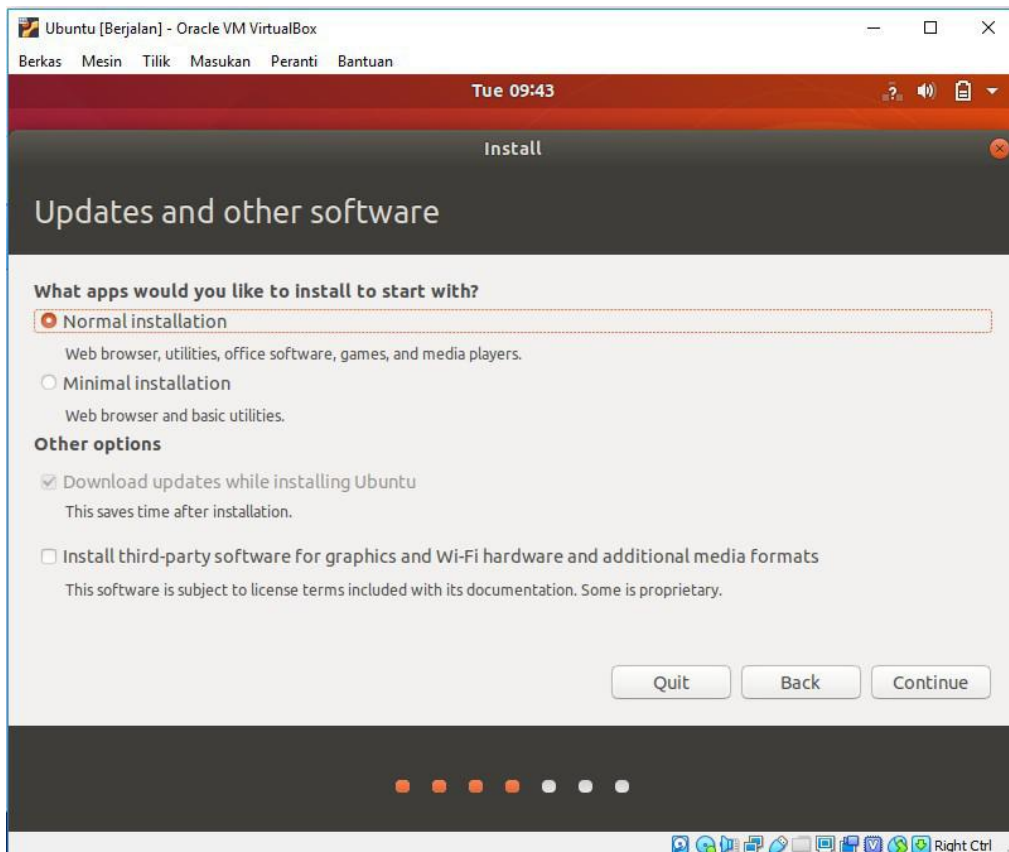 Ubuntu [Berjalan] - Oracle VM VirtualBox
Berkas Mesin Tilik Masukan Peranti Bantuan
Tue 09:43
Install
Updates and other software
What apps would you like to install to start with?
Normal installation
Web browser, utilities, office software, games, and media players.
Minimal installation
Web browser and basic utilities.
Other options
Download updates while installing Ubuntu
This saves time after installation.
Install third-party software for graphics and Wi-Fi hardware and additional media formats
This software is subject to license terms included with its documentation. Some is proprietary.
Quit Back Continue
Right Ctrl